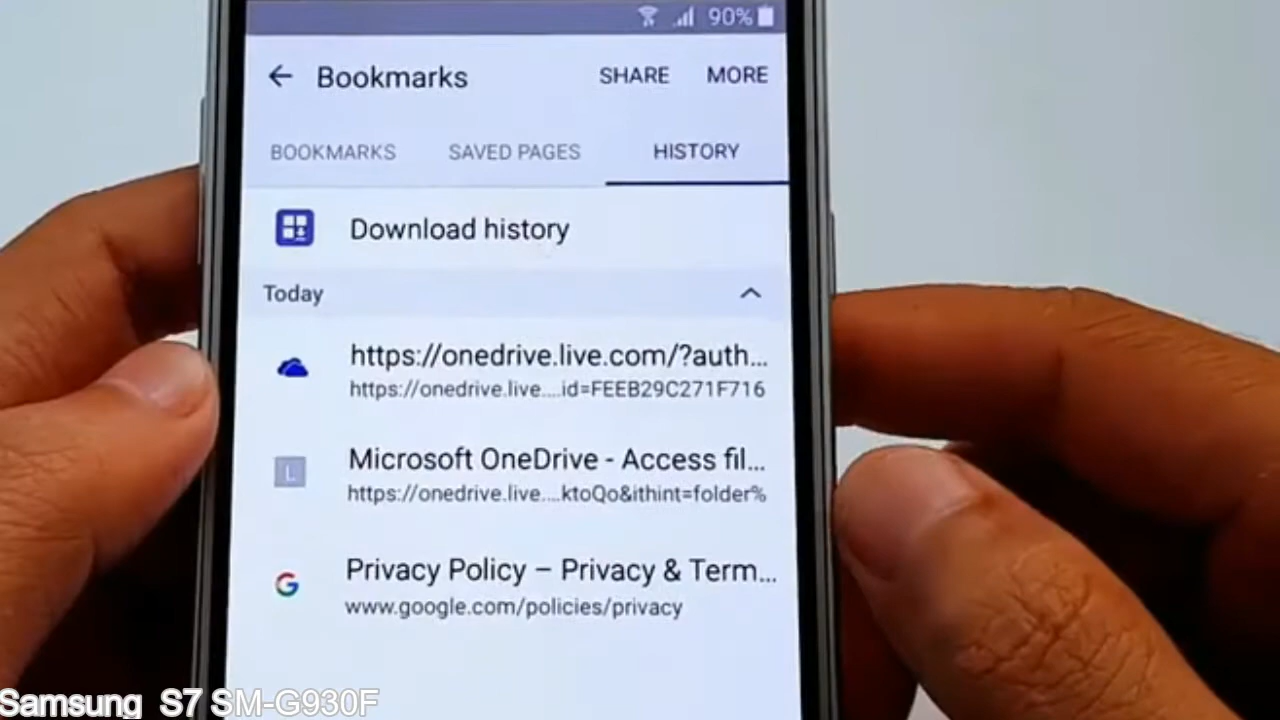 90%
Bookmarks SHARE MORE
BOOKMARKS SAVED PAGES HISTORY
Download history
Today
https://onedrive.live.com/?auth...
https://onedrive.live....id=FEEB29C271F716
L
Microsoft OneDrive - Access fil...
https://onedrive.live....ktoQo&ithint=folder%
G
Privacy Policy – Privacy & Term...
www.google.com/policies/privacy
Samsung S7 SM-G930F